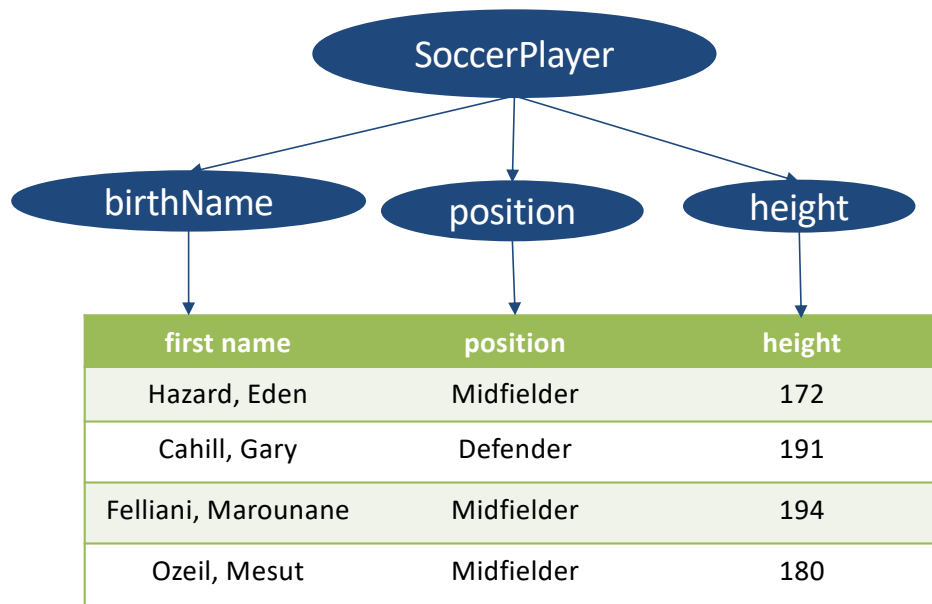 SoccerPlayer
birthName position height
first name position height
Hazard, Eden Midfielder 172
Cahill, Gary Defender 191
Felliani, Marounane Midfielder 194
Ozeil, Mesut Midfielder 180